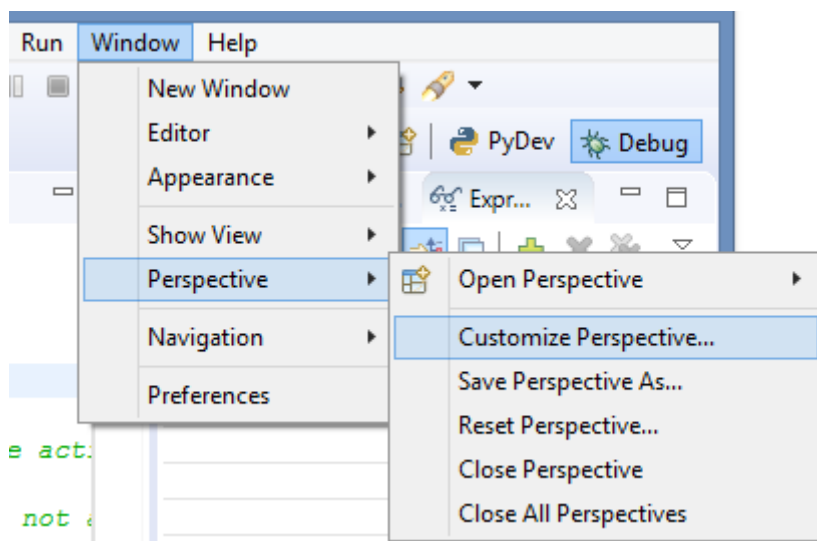 Run Window Help
New Window
Editor
PyDev Debug
Appearance
Expr...
Show View
Perspective
Open Perspective
Navigation
Customize Perspective...
Preferences
Save Perspective As...
Reset Perspective...
e act
Close Perspective
not
Close All Perspectives